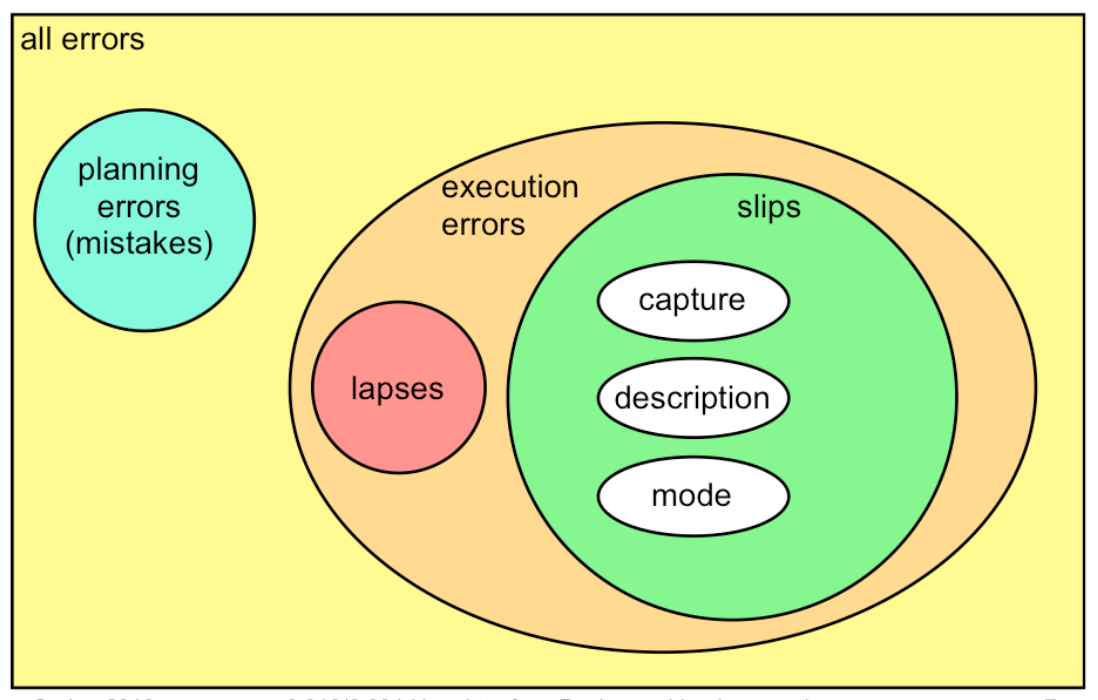 all errors
planning
errors
(mistakes)
execution
errors
slips
capture
lapses
description
mode